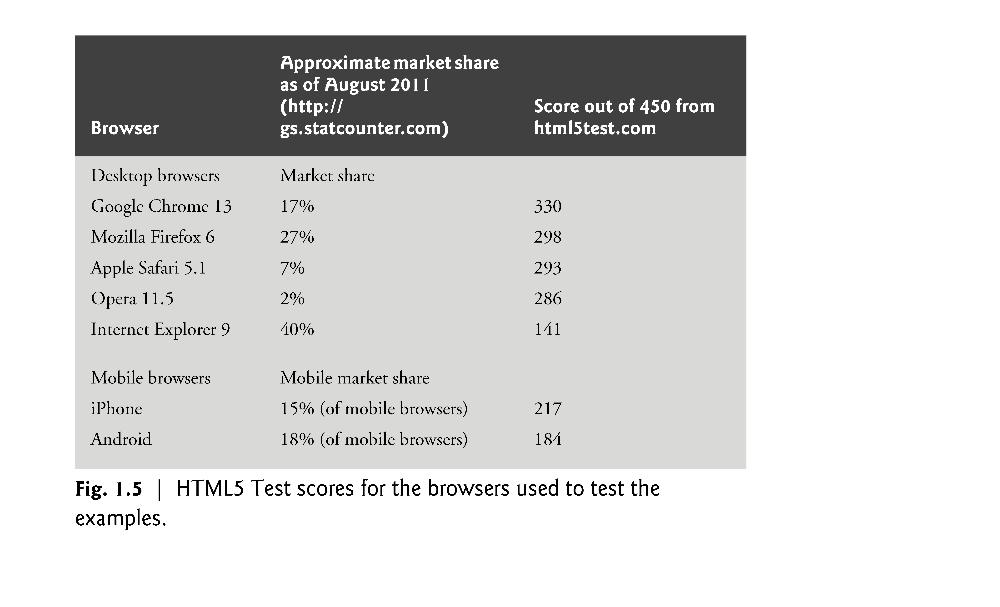 Approximate market share
as of August 2011
(http://
Score out of 450 from
Browser gs.statcounter.com) html5test.com
Desktop browsers Market share
Google Chrome 13 17% 330
Mozilla Firefox 6 27% 298
Apple Safari 5.1 7% 293
Opera 11.5 2% 286
Internet Explorer 9 40% 141
Mobile browsers Mobile market share
iPhone 15% (of mobile browsers) 217
Android 18% (of mobile browsers) 184
Fig. 1.5 | HTML5 Test scores for the browsers used to test the
examples.